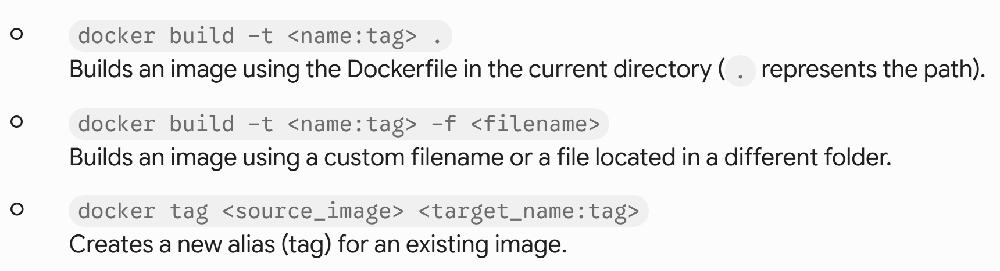 docker build -t <name:tag> .
Builds an image using the Dockerfile in the current directory ( . represents the path).
docker build -t <name:tag> -f <filename>
Builds an image using a custom filename or a file located in a different folder.
docker tag <source_image> <target_name:tag>
Creates a new alias (tag) for an existing image.